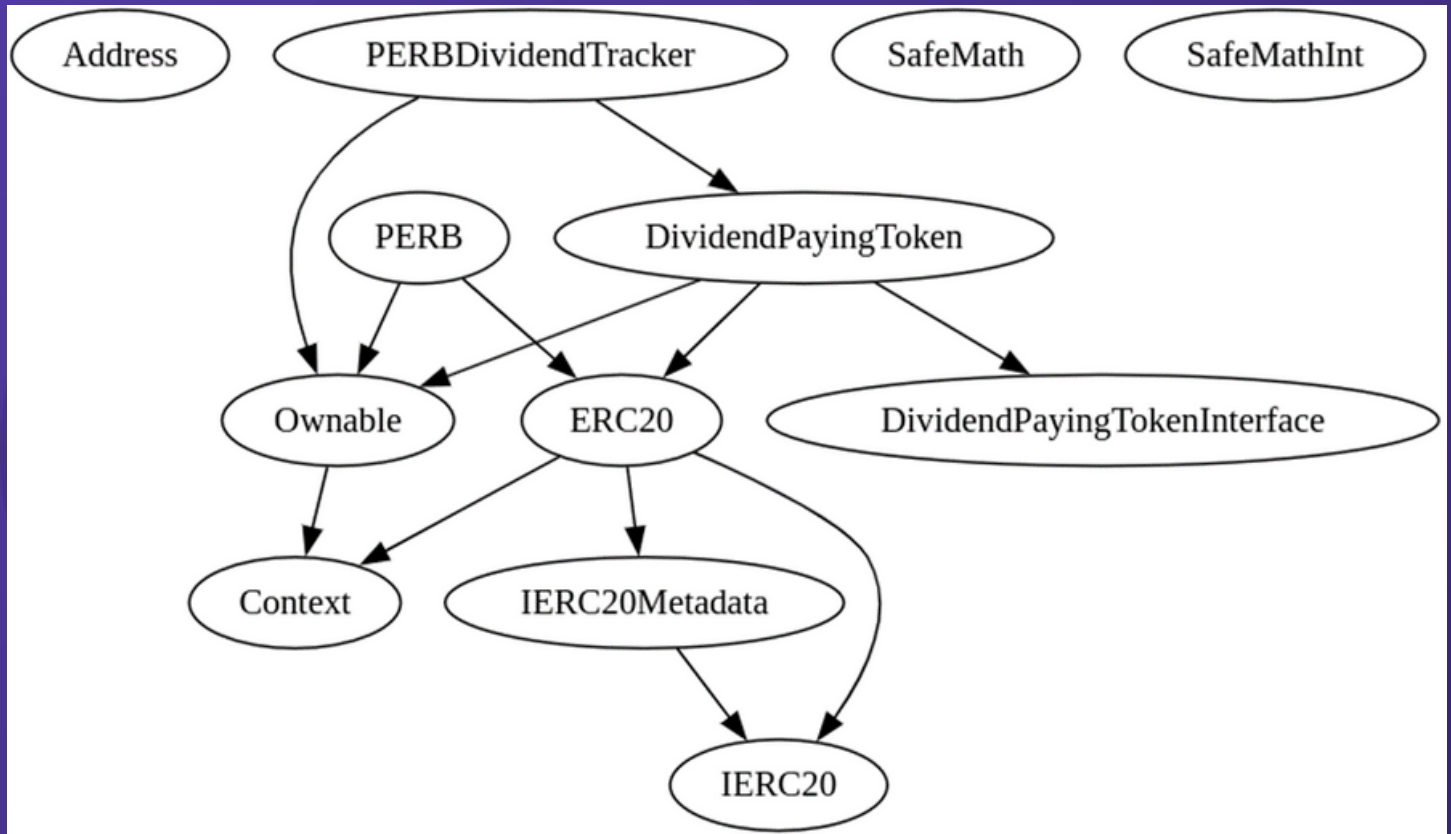 Address
PERBDividendTracker
SafeMath
SafeMathInt
PERB
DividendPayingToken
Ownable
ERC20
DividendPayingTokenInterface
Context
IERC20Metadata
IERC20